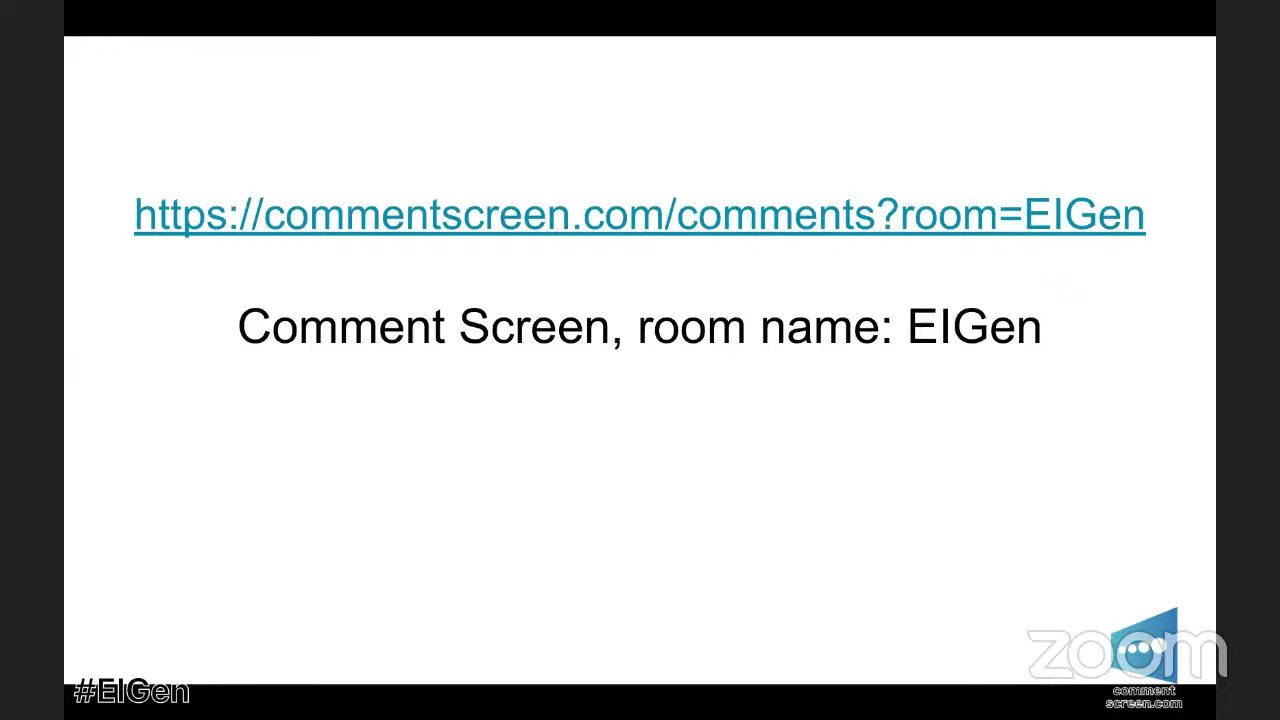 https://commentscreen.com/comments?room=EIGen
Comment Screen, room name: EIGen
zoom
#EIGen
comment
screen.com